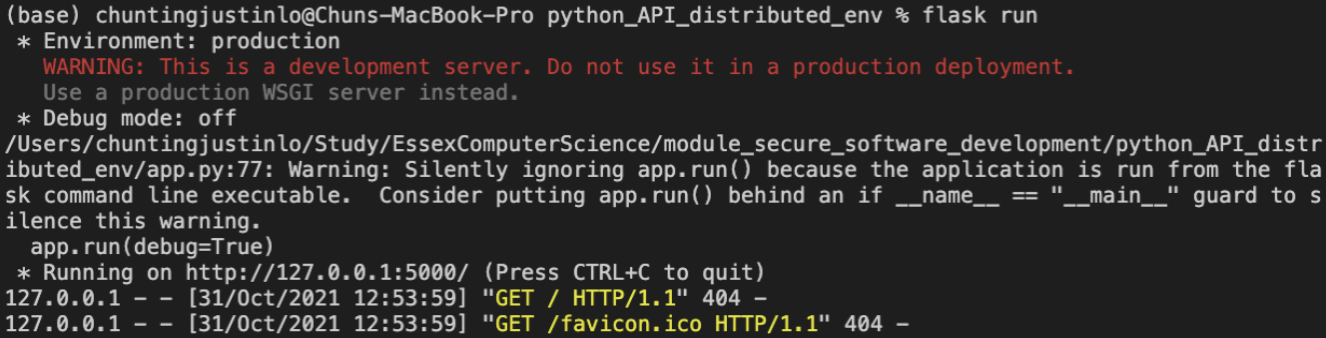 (base) chuntingjustinlo@Chuns-MacBook-Pro python_API_distributed_env % flask run
 * Environment: production
   WARNING: This is a development server. Do not use it in a production deployment.
   Use a production WSGI server instead.
 * Debug mode: off
/Users/chuntingjustinlo/Study/EssexComputerScience/module_secure_software_development/python_API_distr
ibuted_env/app.py:77: Warning: Silently ignoring app.run() because the application is run from the fla
sk command line executable.  Consider putting app.run() behind an if __name__ == "__main__" guard to s
ilence this warning.
  app.run(debug=True)
 * Running on http://127.0.0.1:5000/ (Press CTRL+C to quit)
127.0.0.1 - - [31/Oct/2021 12:53:59] "GET / HTTP/1.1" 404 -
127.0.0.1 - - [31/Oct/2021 12:53:59] "GET /favicon.ico HTTP/1.1" 404 -